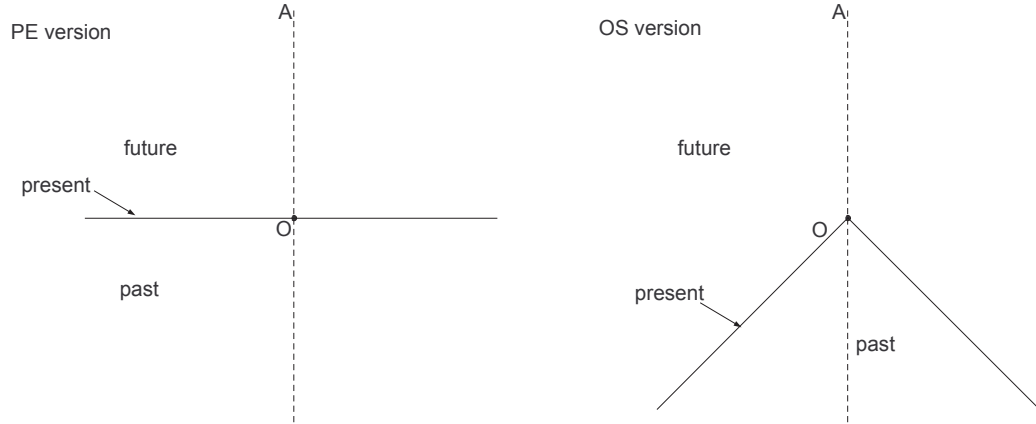 PE version
A
future
present
O
past
OS version
A
future
O
present
past